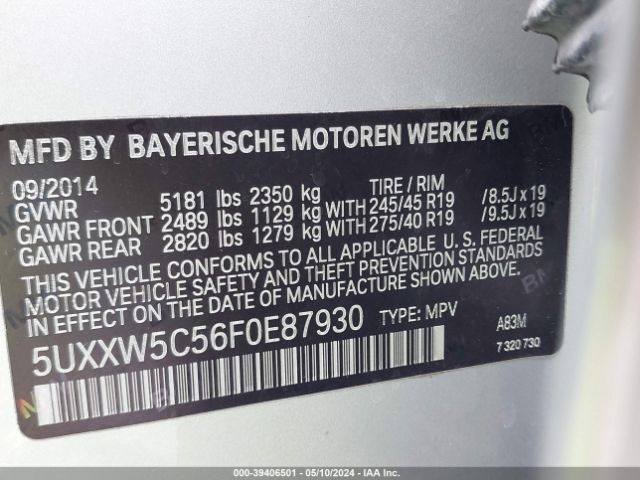 MFD BY BAYERISCHE MOTOREN WERKE AG
09/2014
GVWR 5181 lbs 2350 kg TIRE / RIM
GAWR FRONT 2489 lbs 1129 kg WITH 245/45 R19 /8.5J x 19
GAWR REAR 2820 lbs 1279 kg WITH 275/40 R19 /9.5J x 19
THIS VEHICLE CONFORMS TO ALL APPLICABLE U. S. FEDERAL
MOTOR VEHICLE SAFETY AND THEFT PREVENTION STANDARDS
IN EFFECT ON THE DATE OF MANUFACTURE SHOWN ABOVE.
5UXXW5C56F0E87930 TYPE: MPV A83M
7 320 730
000-39406501 - 05/10/2024 - IAA Inc.